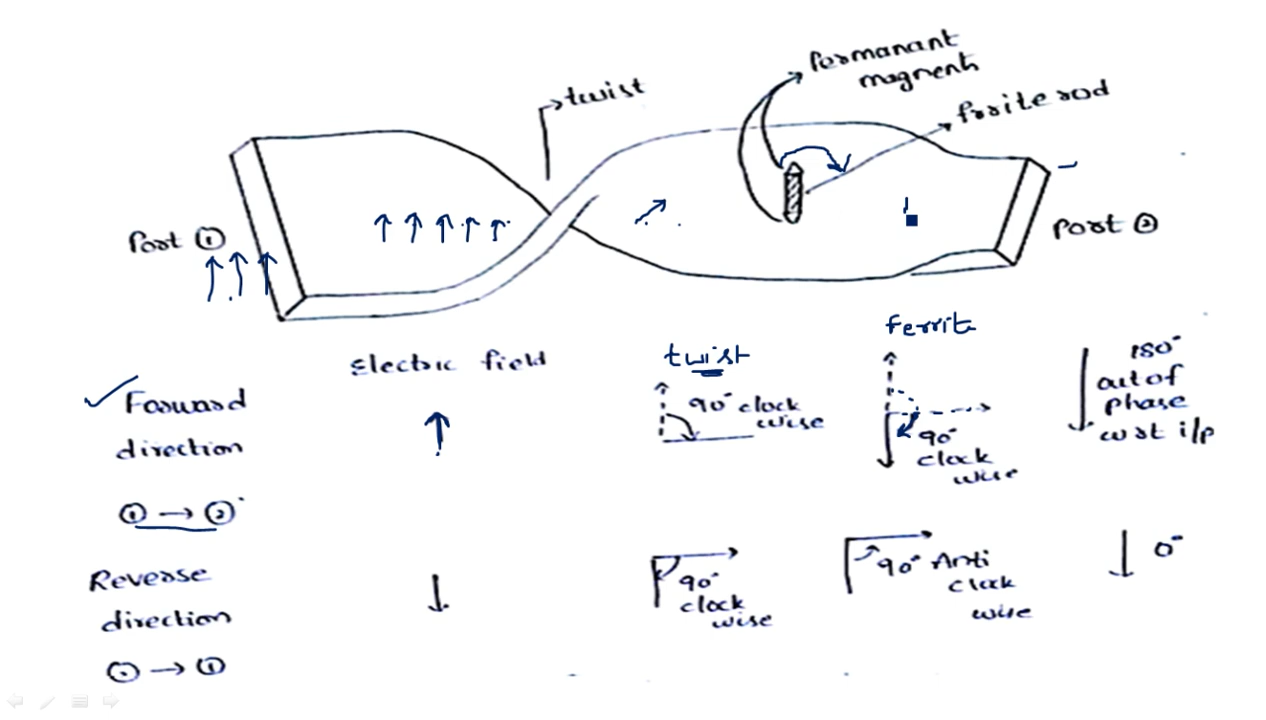 Permanant
magnent
twist
frrite rod
Port ①
Port ②
Electric field
twist
Ferrit
Forward
direction
① → ②
90° clock
wise
90°
clock
wise
180°
out of
phase
wrt i/p
Reverse
direction
② → ①
90°
clock
wise
90° Anti
clock
wise
0°